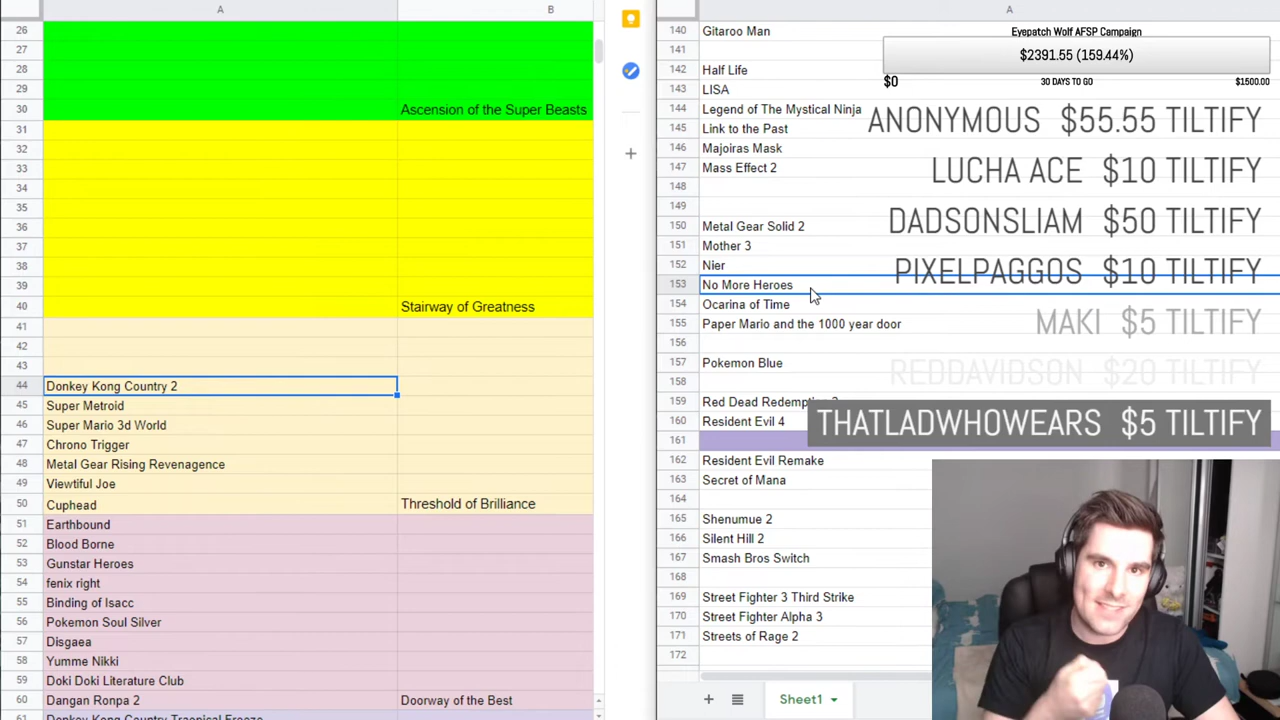 A
B
26
27
28
29
30 Ascension of the Super Beasts
31
32
33
34
35
36
37
38
39
40 Stairway of Greatness
41
42
43
44 Donkey Kong Country 2
45 Super Metroid
46 Super Mario 3d World
47 Chrono Trigger
48 Metal Gear Rising Revenagence
49 Viewtiful Joe
50 Cuphead Threshold of Brilliance
51 Earthbound
52 Blood Borne
53 Gunstar Heroes
54 fenix right
55 Binding of Isacc
56 Pokemon Soul Silver
57 Disgaea
58 Yumme Nikki
59 Doki Doki Literature Club
60 Dangan Ronpa 2 Doorway of the Best
61 Donkey Kong Country Traopical Freeze
A
140 Gitaroo Man
141
142 Half Life
143 LISA
144 Legend of The Mystical Ninja
145 Link to the Past
146 Majoiras Mask
147 Mass Effect 2
148
149
150 Metal Gear Solid 2
151 Mother 3
152 Nier
153 No More Heroes
154 Ocarina of Time
155 Paper Mario and the 1000 year door
156
157 Pokemon Blue
158
159 Red Dead Redemption 2
160 Resident Evil 4
161
162 Resident Evil Remake
163 Secret of Mana
164
165 Shenumue 2
166 Silent Hill 2
167 Smash Bros Switch
168
169 Street Fighter 3 Third Strike
170 Street Fighter Alpha 3
171 Streets of Rage 2
172
Sheet1
Eyepatch Wolf AFSP Campaign
$2391.55 (159.44%)
$0 30 DAYS TO GO $1500.00
ANONYMOUS $55.55 TILTIFY
LUCHA ACE $10 TILTIFY
DADSONSLIAM $50 TILTIFY
PIXELPAGGOS $10 TILTIFY
MAKI $5 TILTIFY
REDDAVIDSON $20 TILTIFY
THATLADWHOWEARS $5 TILTIFY